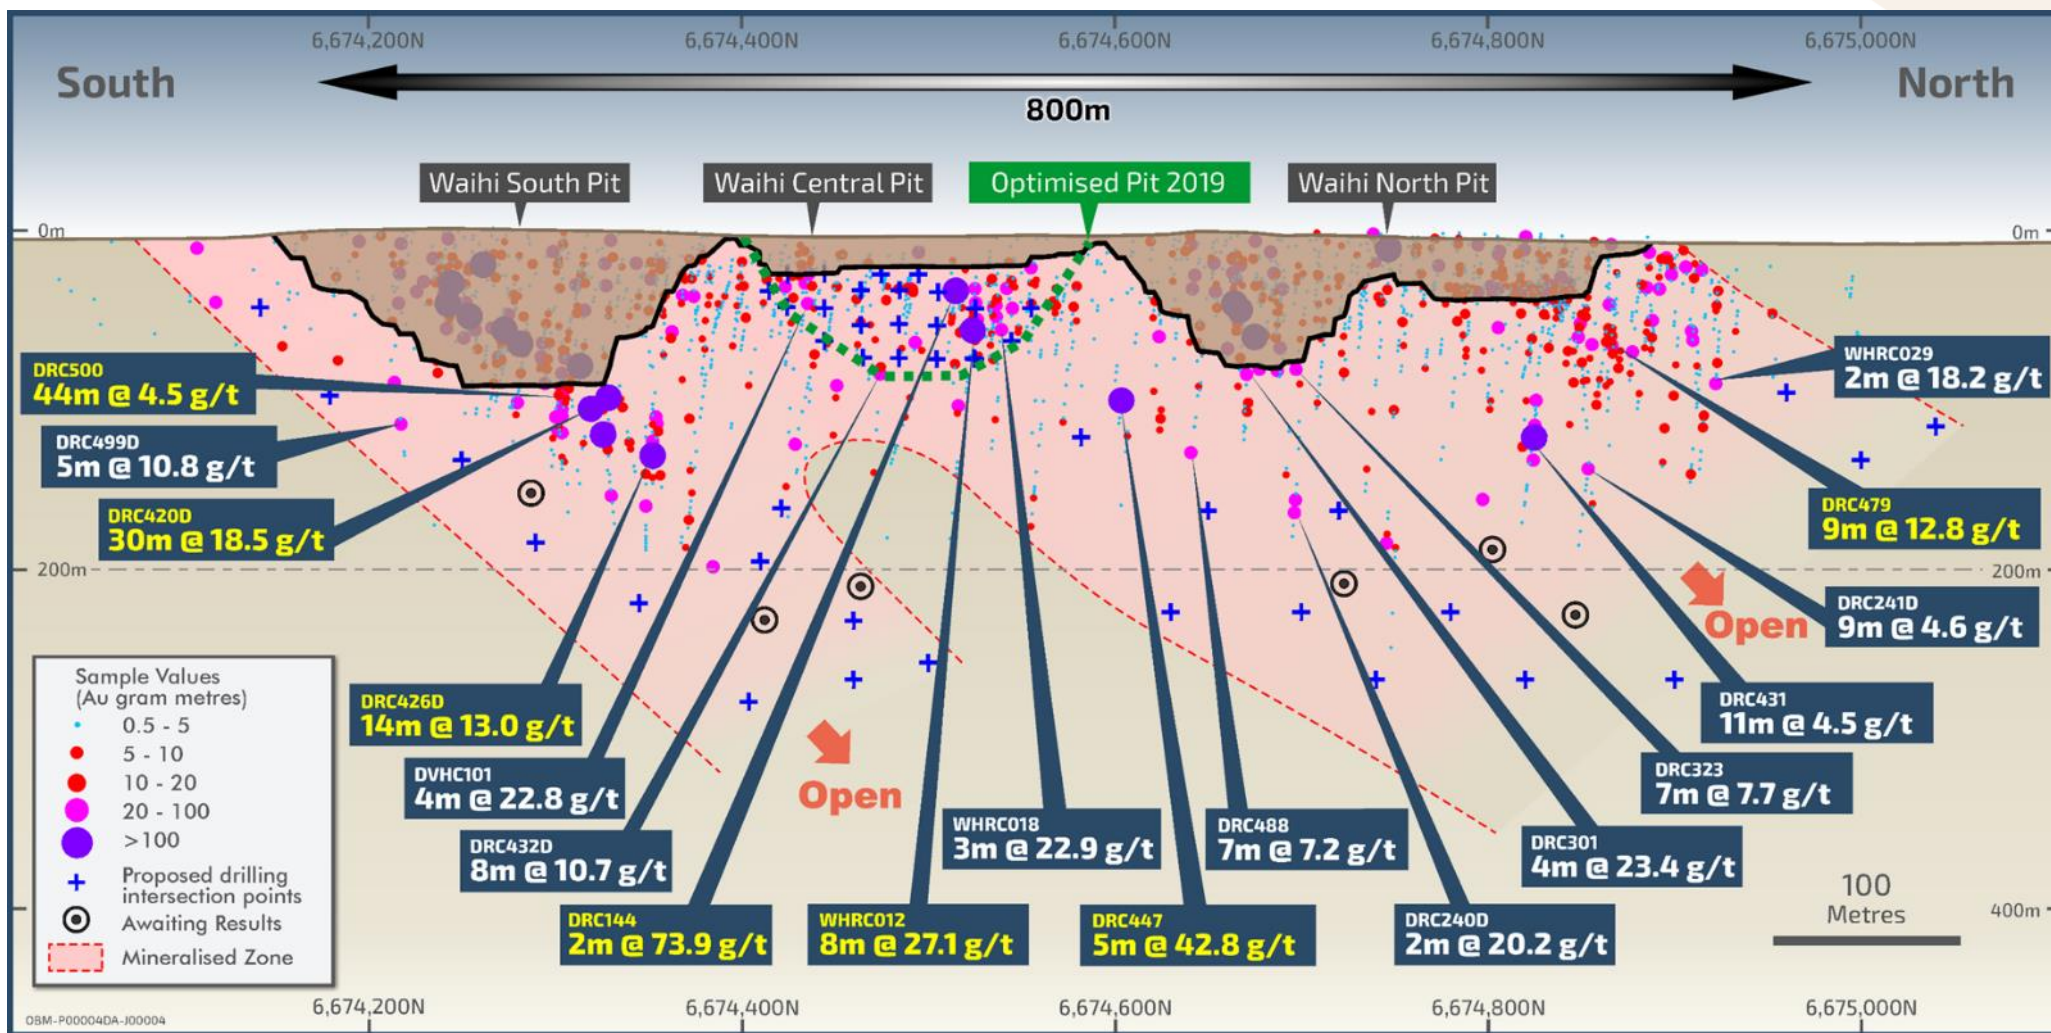 6,674,200N
6,674,400N
6,674,600N
6,674,800N
6,675,000N
South
North
800m
Waihi South Pit
Waihi Central Pit
Optimised Pit 2019
Waihi North Pit
0m
0m
DRC500
44m @ 4.5 g/t
WHRC029
2m @ 18.2 g/t
DRC499D
5m @ 10.8 g/t
DRC420D
30m @ 18.5 g/t
DRC479
9m @ 12.8 g/t
200m
200m
Open
DRC241D
9m @ 4.6 g/t
Sample Values
(Au gram metres)
0.5 - 5
5 - 10
10 - 20
20 - 100
>100
Proposed drilling
intersection points
Awaiting Results
Mineralised Zone
DRC426D
14m @ 13.0 g/t
DRC431
11m @ 4.5 g/t
Open
DVHC101
4m @ 22.8 g/t
DRC323
7m @ 7.7 g/t
DRC432D
8m @ 10.7 g/t
WHRC018
3m @ 22.9 g/t
DRC488
7m @ 7.2 g/t
DRC301
4m @ 23.4 g/t
DRC144
2m @ 73.9 g/t
WHRC012
8m @ 27.1 g/t
DRC447
5m @ 42.8 g/t
DRC240D
2m @ 20.2 g/t
100
Metres
400m
6,674,200N
6,674,400N
6,674,600N
6,674,800N
6,675,000N
OBM-P00004DA-J00004